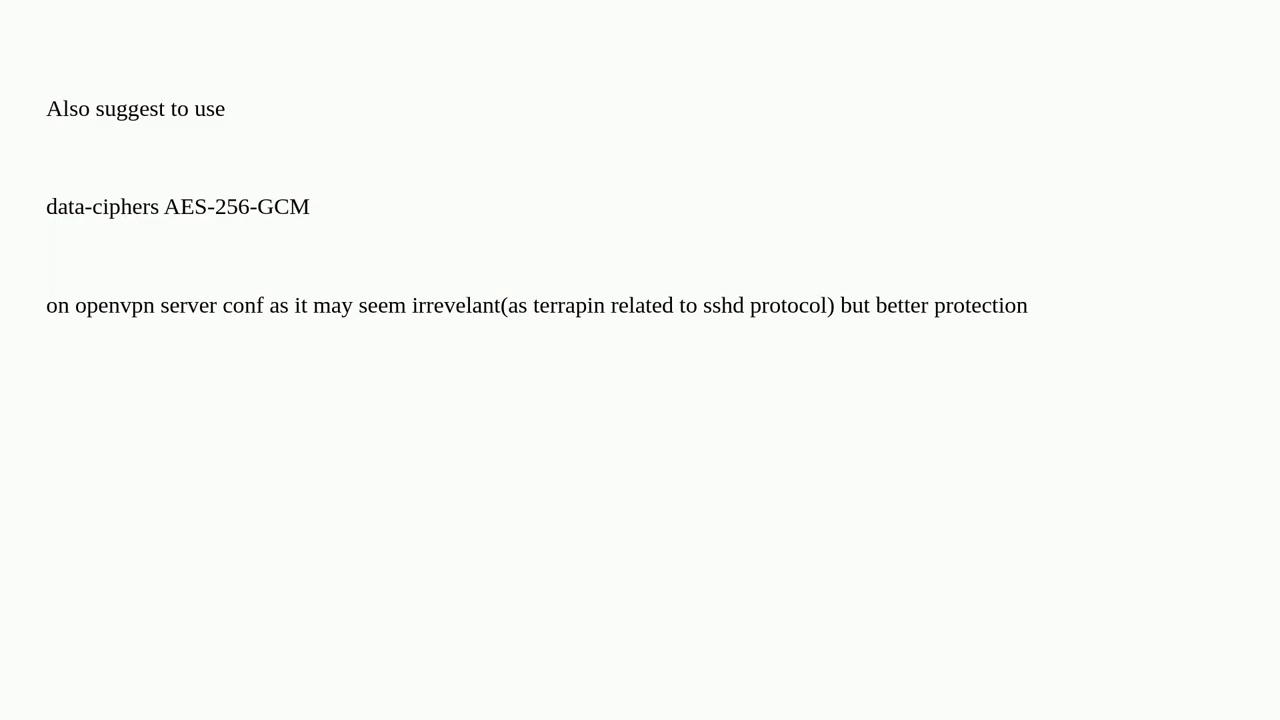 Also suggest to use
data-ciphers AES-256-GCM
on openvpn server conf as it may seem irrevelant(as terrapin related to sshd protocol) but better protection